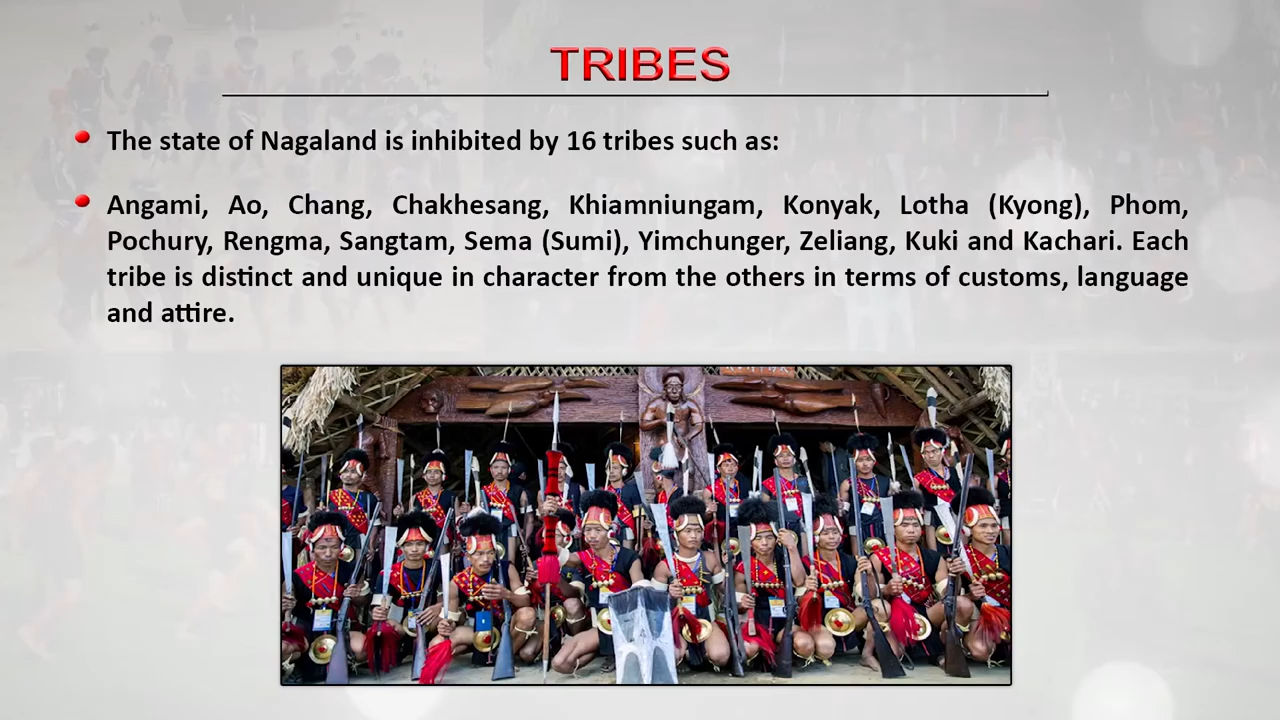 TRIBES
The state of Nagaland is inhibited by 16 tribes such as:
Angami, Ao, Chang, Chakhesang, Khiamniungam, Konyak, Lotha (Kyong), Phom,
Pochury, Rengma, Sangtam, Sema (Sumi), Yimchunger, Zeliang, Kuki and Kachari. Each
tribe is distinct and unique in character from the others in terms of customs, language
and attire.